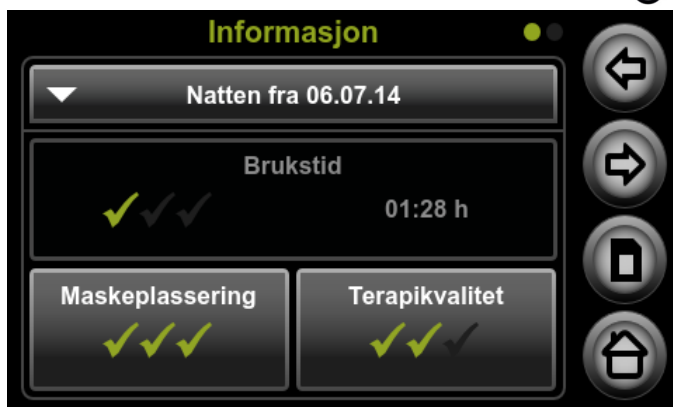 Informasjon
Natten fra 06.07.14
Brukstid
01:28 h
Maskeplassering
Terapikvalitet